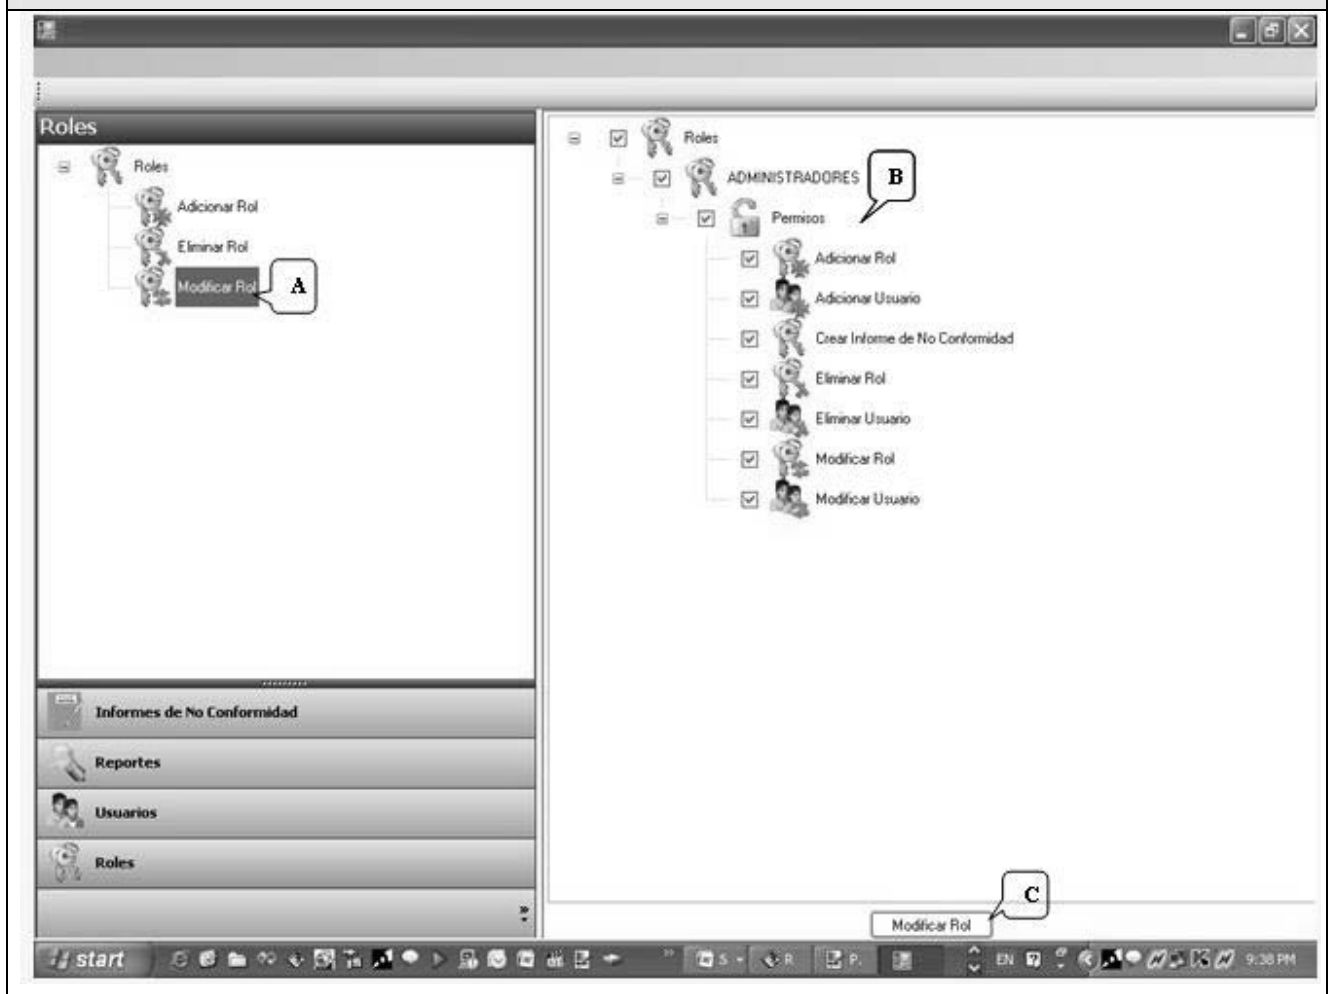 Roles
Roles
Adicionar Rol
Eliminar Rol
Modificar Rol
A
Informes de No Conformidad
Reportes
Usuarios
Roles
Roles
ADMINISTRADORES
B
Permisos
Adicionar Rol
Adicionar Usuario
Crear Informe de No Conformidad
Eliminar Rol
Eliminar Usuario
Modificar Rol
Modificar Usuario
C
Modificar Rol
start
S
R
P.
EN
9:38 PM